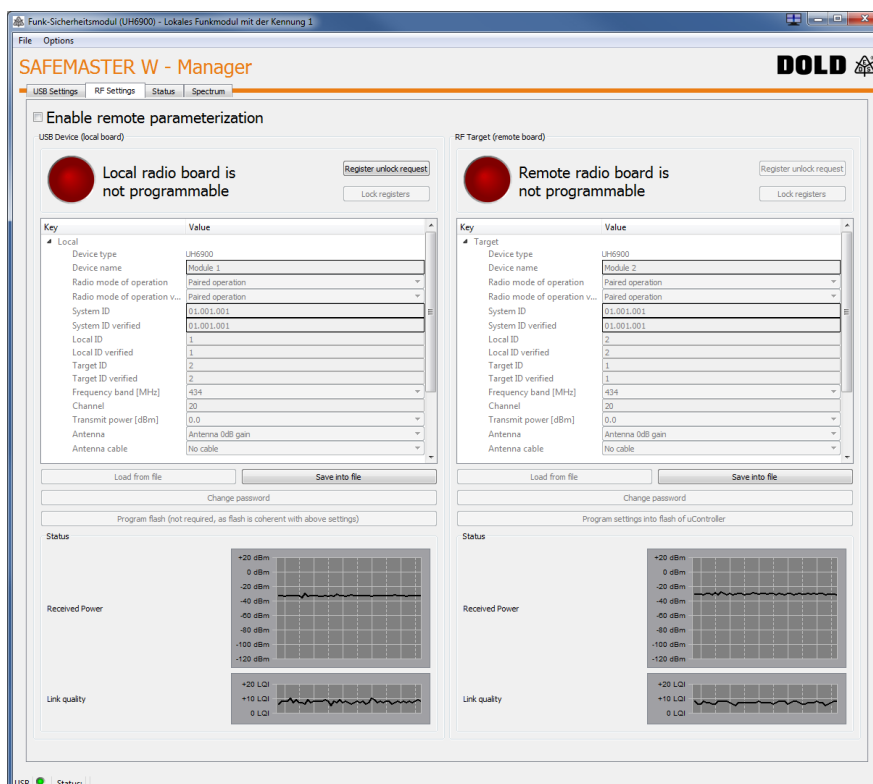 Funk-Sicherheitsmodul (UH6900) - Lokales Funkmodul mit der Kennung 1
File Options
SAFEMASTER W - Manager
DOLD
USB Settings RF Settings Status Spectrum
Enable remote parameterization
USB Device (local board)
Local radio board is
not programmable
Register unlock request
Lock registers
Key Value
Local
Device type UH6900
Device name Module 1
Radio mode of operation Paired operation
Radio mode of operation v... Paired operation
System ID 01.001.001
System ID verified 01.001.001
Local ID 1
Local ID verified 1
Target ID 2
Target ID verified 2
Frequency band [MHz] 434
Channel 20
Transmit power [dBm] 0.0
Antenna Antenna 0dB gain
Antenna cable No cable
Load from file Save into file
Change password
Program flash (not required, as flash is coherent with above settings)
Status
Received Power
+20 dBm
0 dBm
-20 dBm
-40 dBm
-60 dBm
-80 dBm
-100 dBm
-120 dBm
Link quality
+20 LQI
+10 LQI
0 LQI
RF Target (remote board)
Remote radio board is
not programmable
Register unlock request
Lock registers
Key Value
Target
Device type UH6900
Device name Module 2
Radio mode of operation Paired operation
Radio mode of operation v... Paired operation
System ID 01.001.001
System ID verified 01.001.001
Local ID 2
Local ID verified 2
Target ID 1
Target ID verified 1
Frequency band [MHz] 434
Channel 20
Transmit power [dBm] 0.0
Antenna Antenna 0dB gain
Antenna cable No cable
Load from file Save into file
Change password
Program settings into flash of uController
Status
Received Power
+20 dBm
0 dBm
-20 dBm
-40 dBm
-60 dBm
-80 dBm
-100 dBm
-120 dBm
Link quality
+20 LQI
+10 LQI
0 LQI
USB Status: